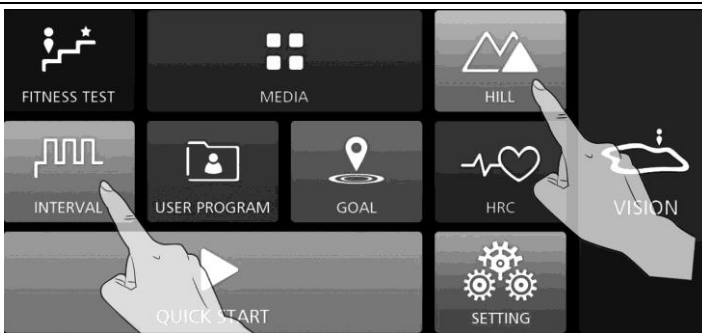 FITNESS TEST
MEDIA
HILL
INTERVAL
USER PROGRAM
GOAL
HRC
VISION
QUICK START
SETTING